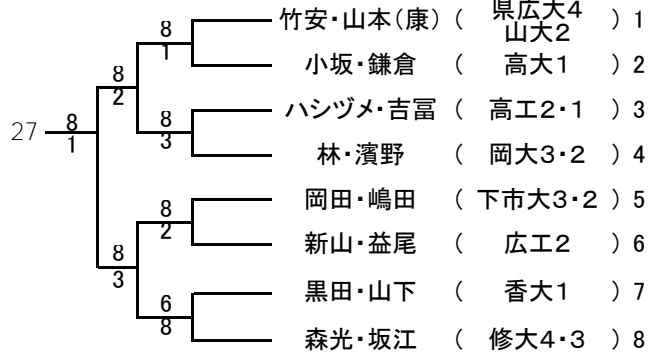 竹安・山本(康) ( 県広大4 山大2 ) 1
小坂・鎌倉 ( 高大1 ) 2
ハシヅメ・吉冨 ( 高工2・1 ) 3
林・濱野 ( 岡大3・2 ) 4
岡田・嶋田 ( 下市大3・2 ) 5
新山・益尾 ( 広工2 ) 6
黒田・山下 ( 香大1 ) 7
森光・坂江 ( 修大4・3 ) 8
8
1
8
2
8
3
27
8
1
8
2
8
3
6
8